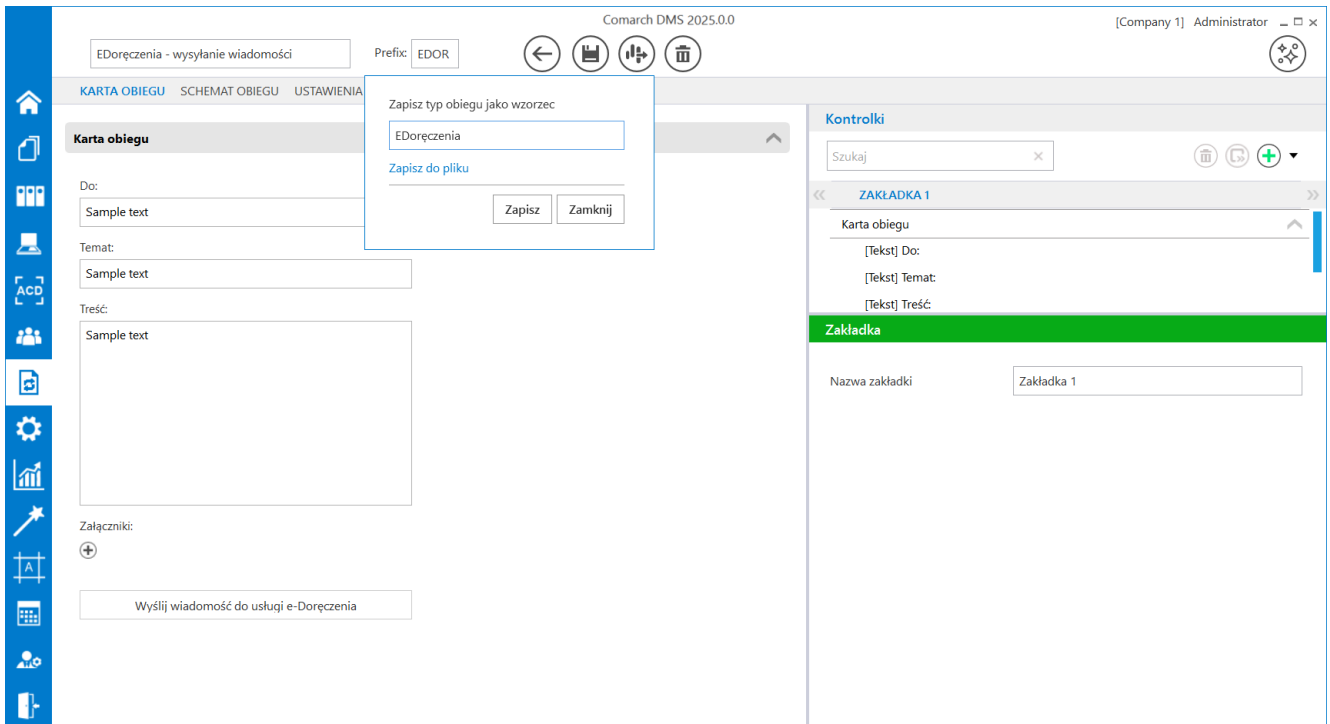 Comarch DMS 2025.0.0
[Company 1] Administrator
EDoręczenia - wysyłanie wiadomości
Prefix: EDOR
KARTA OBIEGU SCHEMAT OBIEGU USTAWIENIA
Zapisz typ obiegu jako wzorzec
EDoręczenia
Zapisz do pliku
Zapisz Zamknij
Karta obiegu
Do:
Sample text
Temat:
Sample text
Treść:
Sample text
Załączniki:
Wyślij wiadomość do usługi e-Doręczenia
Kontrolki
Szukaj
ZAKŁADKA 1
Karta obiegu
[Tekst] Do:
[Tekst] Temat:
[Tekst] Treść:
Zakładka
Nazwa zakładki Zakładka 1
ACD
A